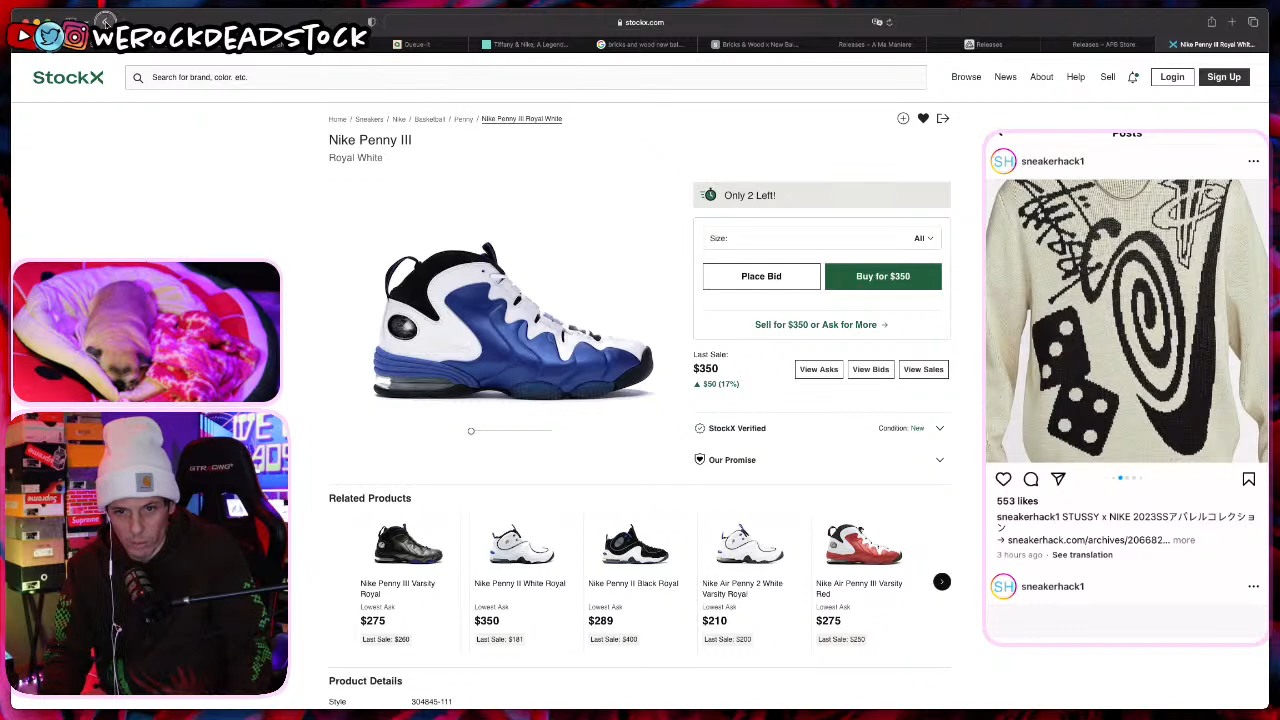 WEROCKDEADSTOCK
stockx.com
Queue-it
Tiffany & Nike, A Legend...
bricks and wood new bal...
Bricks & Wood x New Ba...
Releases – A Ma Maniere
Releases
Releases – APB Store
Nike Penny III Royal Whit...
StockX
Search for brand, color, etc.
Browse
News
About
Help
Sell
Login
Sign Up
Home / Sneakers / Nike / Basketball / Penny / Nike Penny III Royal White
Nike Penny III
Royal White
Only 2 Left!
Size:
All
Place Bid
Buy for $350
Sell for $350 or Ask for More →
Last Sale:
$350
▲ $50 (17%)
View Asks
View Bids
View Sales
StockX Verified
Condition: New
Our Promise
Related Products
Nike Penny III Varsity
Royal
Lowest Ask
$275
Last Sale: $260
Nike Penny II White Royal
Lowest Ask
$350
Last Sale: $181
Nike Penny II Black Royal
Lowest Ask
$289
Last Sale: $400
Nike Air Penny 2 White
Varsity Royal
Lowest Ask
$210
Last Sale: $200
Nike Air Penny III Varsity
Red
Lowest Ask
$275
Last Sale: $250
Product Details
Style
304845-111
Posts
SH
sneakerhack1
553 likes
sneakerhack1 STUSSY x NIKE 2023SSアパレルコレクショ
ン
→ sneakerhack.com/archives/206682... more
3 hours ago · See translation
SH
sneakerhack1
GTRACING
Supreme
Supreme
carhartt